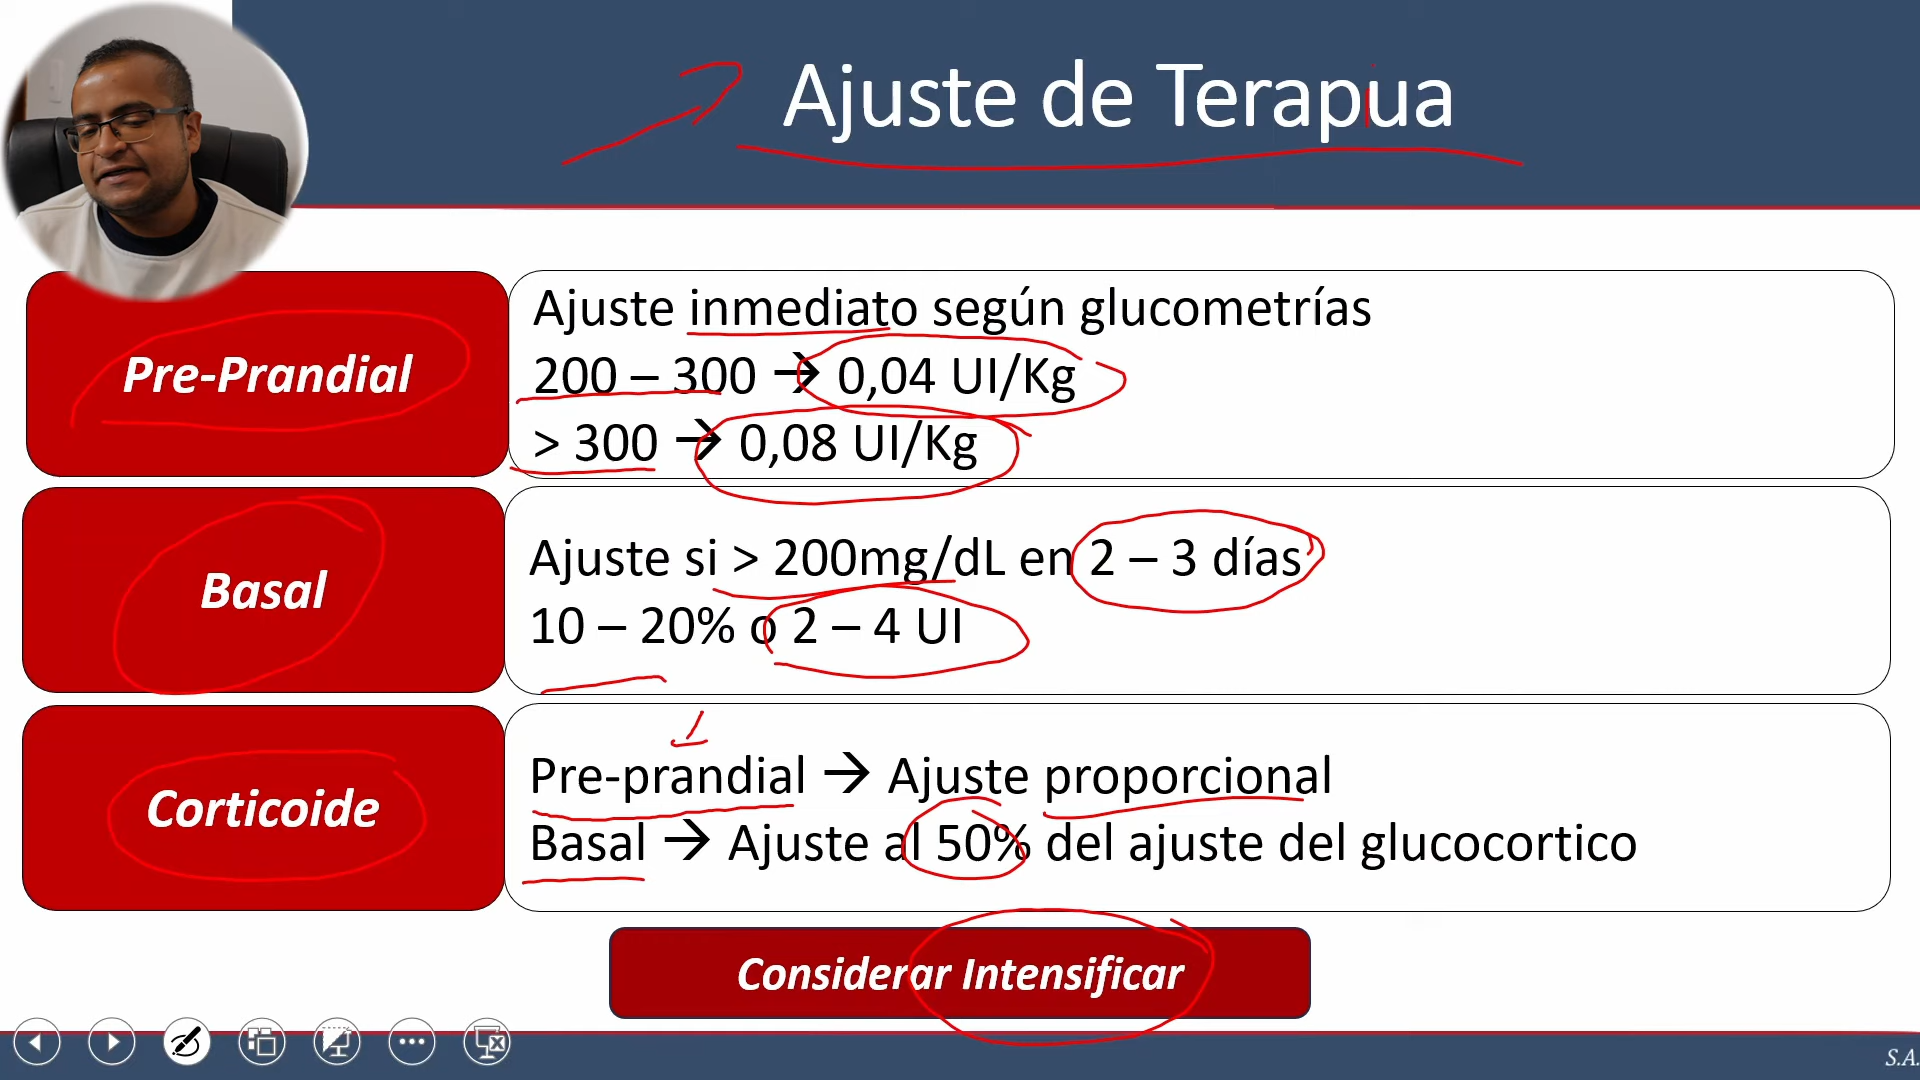 Ajuste de Terapua
Pre-Prandial
Ajuste inmediato según glucometrías
200 – 300 → 0,04 UI/Kg
> 300 → 0,08 UI/Kg
Basal
Ajuste si > 200mg/dL en 2 – 3 días
10 – 20% o 2 – 4 UI
Corticoide
Pre-prandial → Ajuste proporcional
Basal → Ajuste al 50% del ajuste del glucocortico
Considerar Intensificar
S.A.